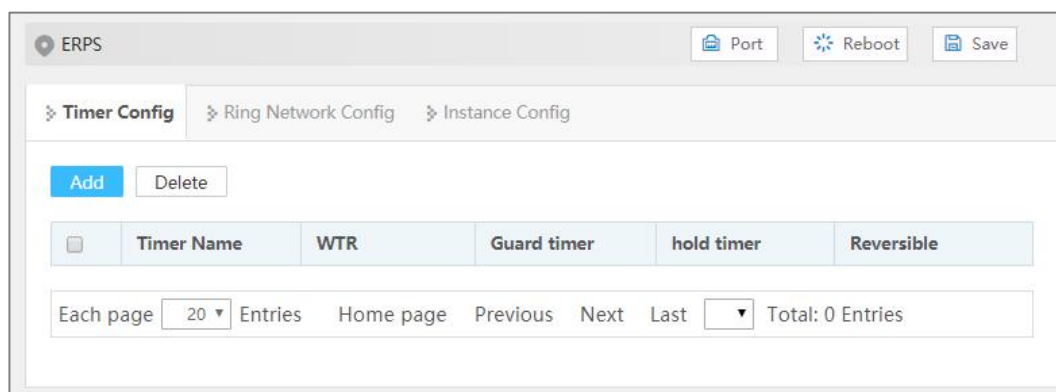 ERPS Port Reboot Save
Timer Config Ring Network Config Instance Config
Add Delete
Timer Name WTR Guard timer hold timer Reversible
Each page 20 Entries Home page Previous Next Last Total: 0 Entries